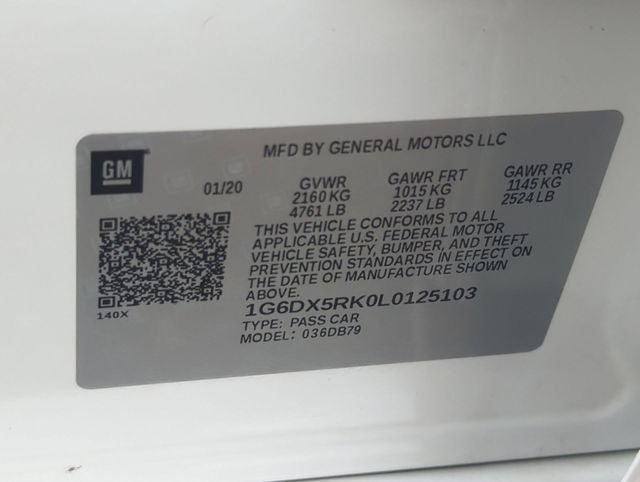 MFD BY GENERAL MOTORS LLC
GM
01/20
GVWR
2160 KG
4761 LB
GAWR FRT
1015 KG
2237 LB
GAWR RR
1145 KG
2524 LB
THIS VEHICLE CONFORMS TO ALL
APPLICABLE U.S. FEDERAL MOTOR
VEHICLE SAFETY, BUMPER, AND THEFT
PREVENTION STANDARDS IN EFFECT ON
THE DATE OF MANUFACTURE SHOWN
ABOVE.
1G6DX5RK0L0125103
TYPE: PASS CAR
MODEL: 036DB79
140X